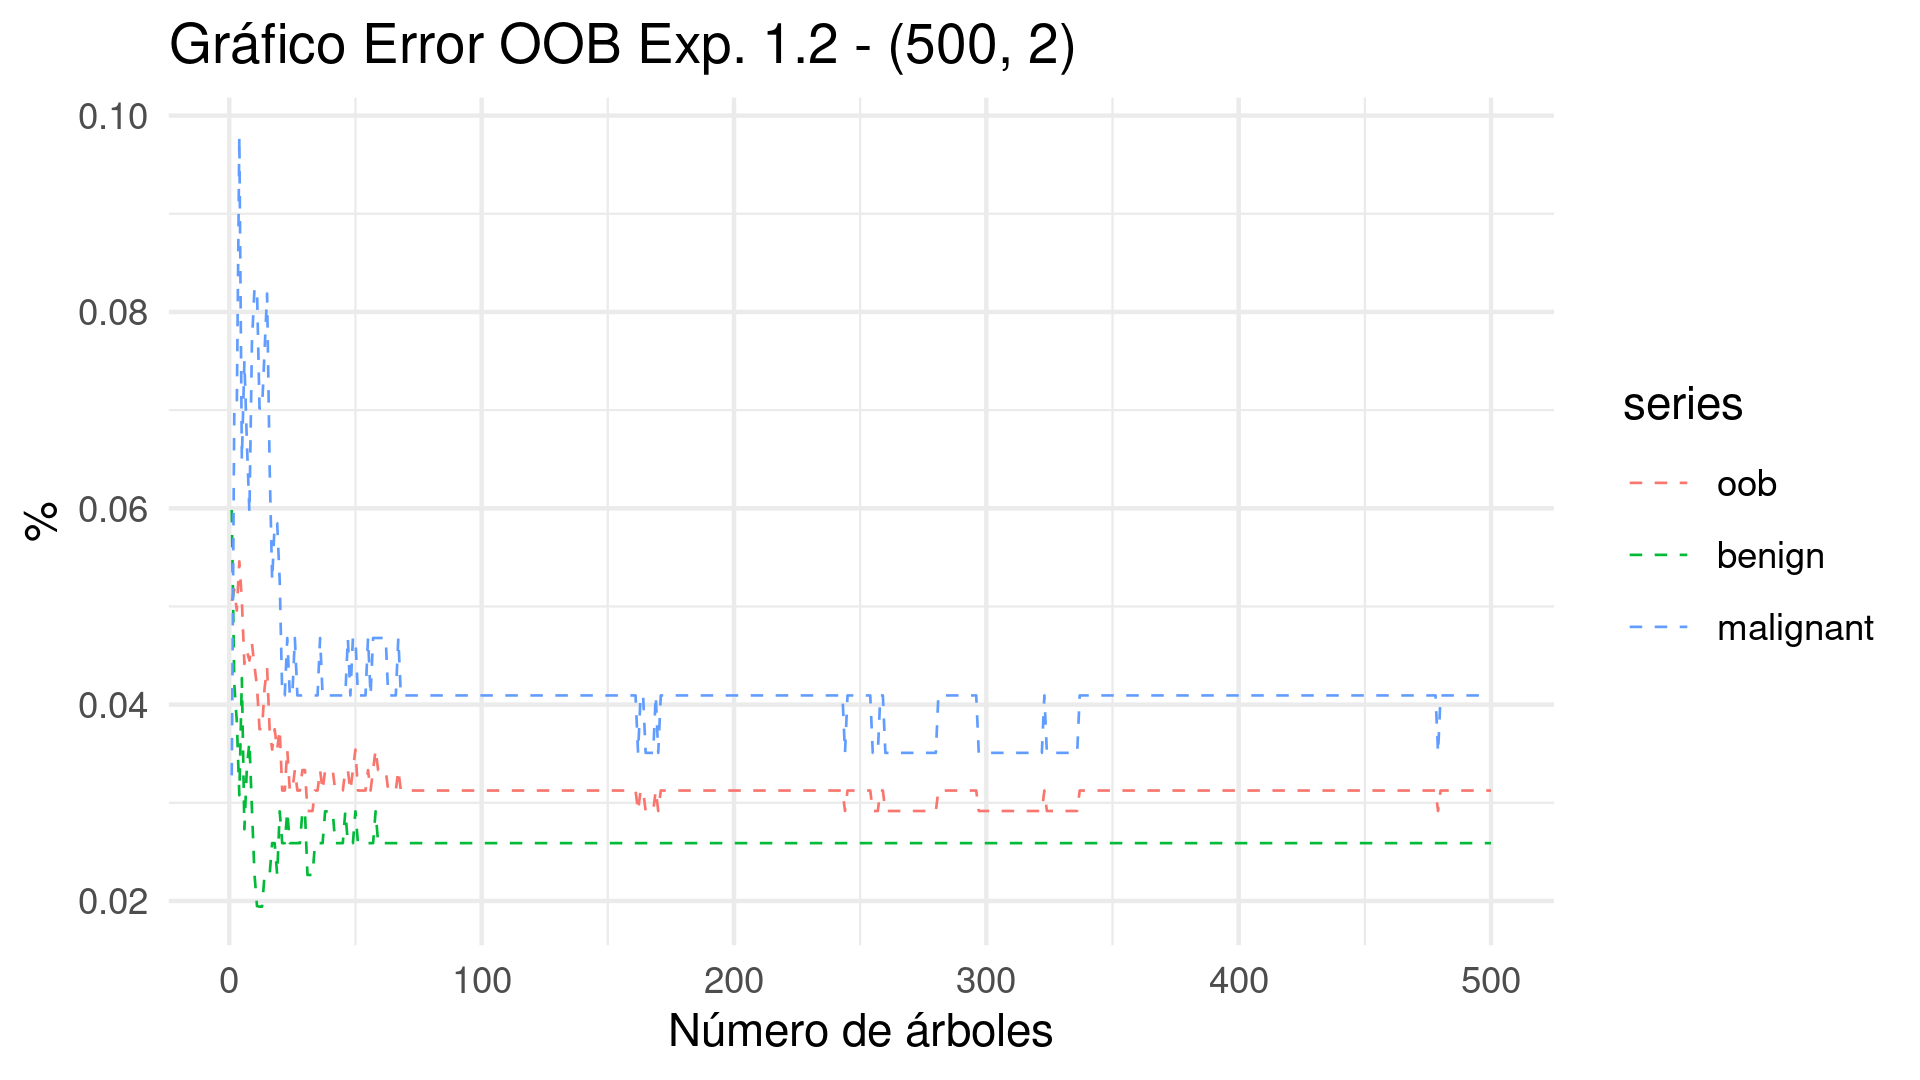 Gráfico Error OOB Exp. 1.2 - (500, 2)
0.10
0.08
0.06
0.04
0.02
%
0 100 200 300 400 500
Número de árboles
series
oob
benign
malignant